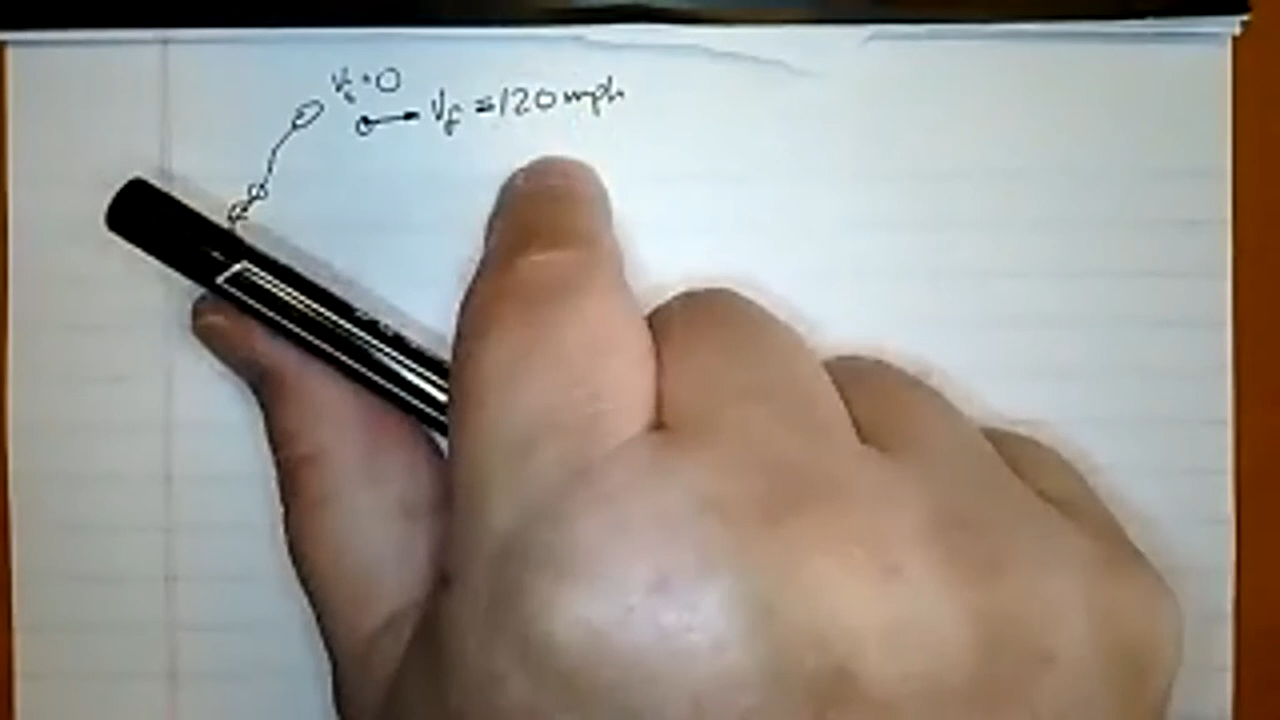 Vi = 0
Vf = 120 mph